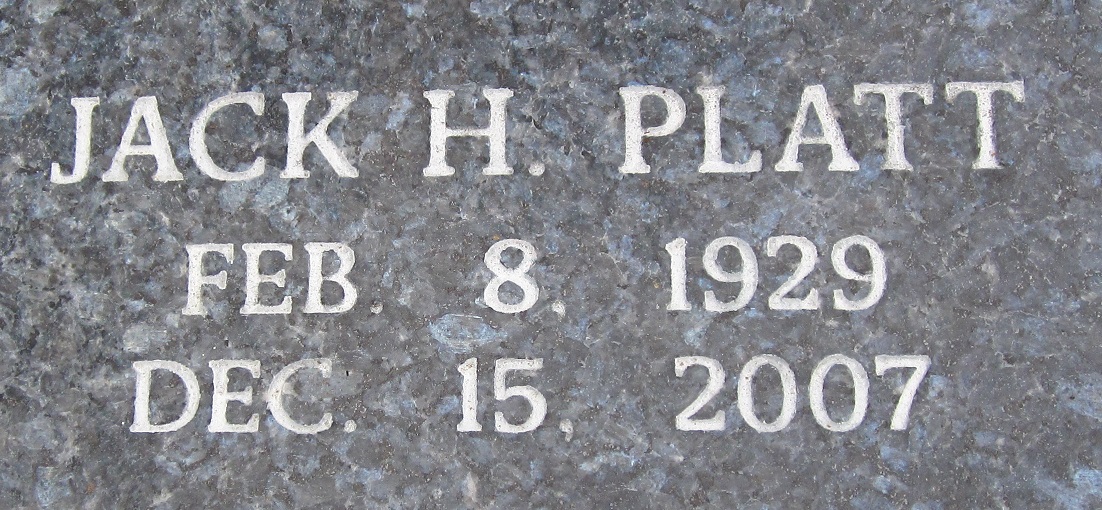 JACK H. PLATT
FEB. 8, 1929
DEC. 15, 2007